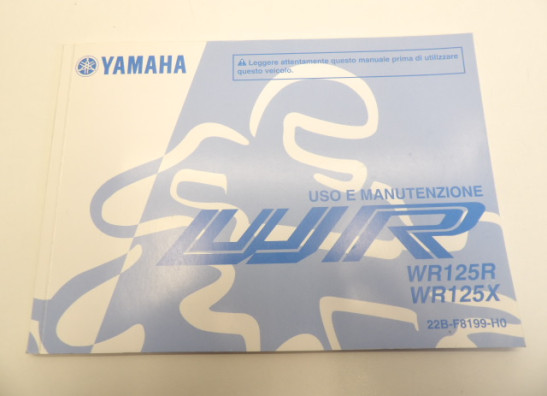 YAMAHA
⚠ Leggere attentamente questo manuale prima di utilizzare
questo veicolo.
USO E MANUTENZIONE
WR
WR125R
WR125X
22B-F8199-H0